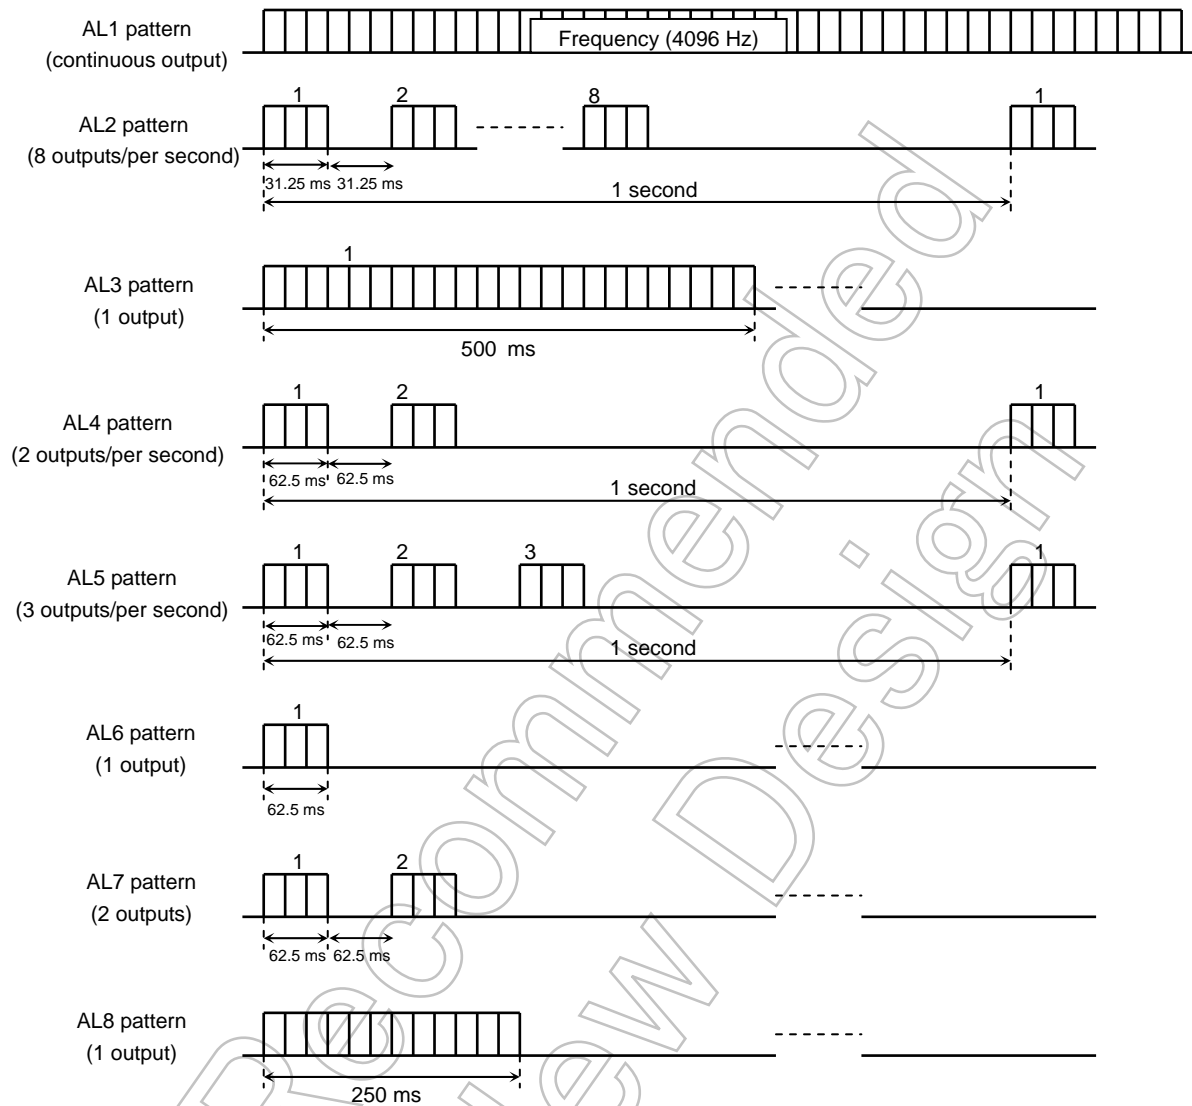 AL1 pattern
(continuous output)
Frequency (4096 Hz)
AL2 pattern
(8 outputs/per second)
1
2
8
1
31.25 ms
31.25 ms
1 second
AL3 pattern
(1 output)
1
500 ms
AL4 pattern
(2 outputs/per second)
1
2
1
62.5 ms
62.5 ms
1 second
AL5 pattern
(3 outputs/per second)
1
2
3
1
62.5 ms
62.5 ms
1 second
AL6 pattern
(1 output)
1
62.5 ms
AL7 pattern
(2 outputs)
1
2
62.5 ms
62.5 ms
AL8 pattern
(1 output)
250 ms
Recommended
New Design